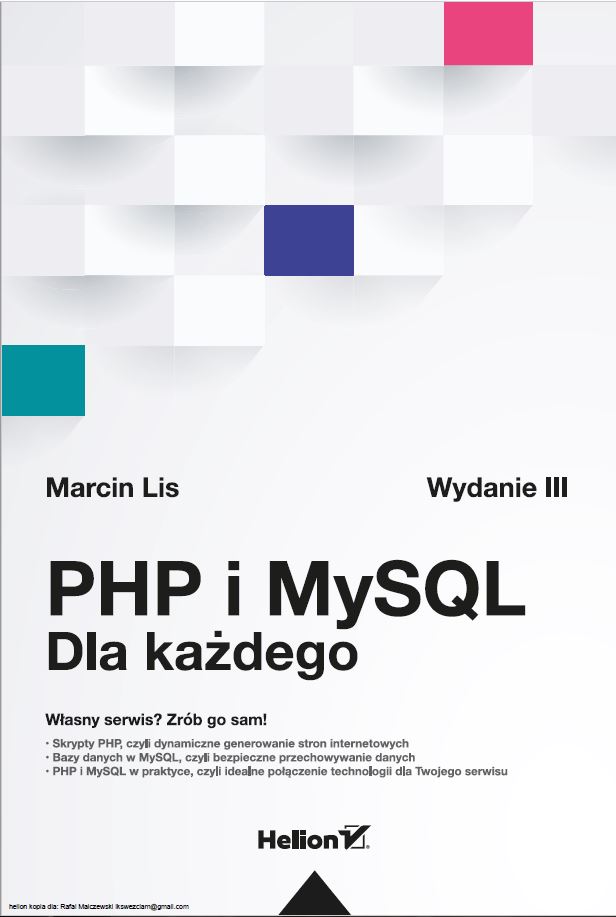 Marcin Lis
Wydanie III
PHP i MySQL
Dla każdego
Własny serwis? Zrób go sam!
• Skrypty PHP, czyli dynamiczne generowanie stron internetowych
• Bazy danych w MySQL, czyli bezpieczne przechowywanie danych
• PHP i MySQL w praktyce, czyli idealne połączenie technologii dla Twojego serwisu
Helion
helion kopia dla: Rafal Malczewski lkswezclam@gmail.com